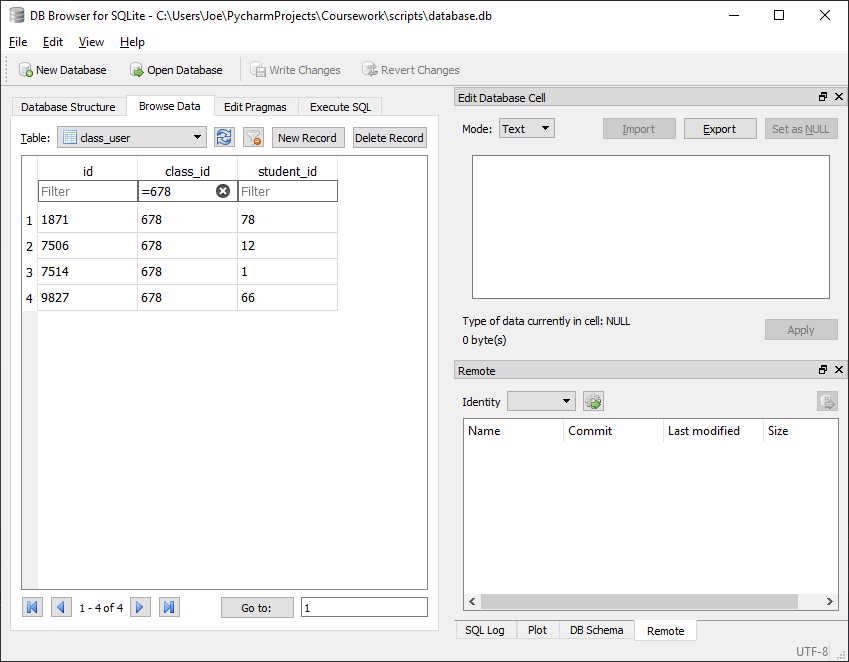 DB Browser for SQLite - C:\Users\Joe\PycharmProjects\Coursework\scripts\database.db
File Edit View Help
New Database Open Database Write Changes Revert Changes
Database Structure Browse Data Edit Pragmas Execute SQL
Table: class_user New Record Delete Record
id class_id student_id
Filter =678 Filter
1 1871 678 78
2 7506 678 12
3 7514 678 1
4 9827 678 66
1 - 4 of 4 Go to: 1
Edit Database Cell
Mode: Text Import Export Set as NULL
Type of data currently in cell: NULL
0 byte(s)
Apply
Remote
Identity
Name Commit Last modified Size
SQL Log Plot DB Schema Remote
UTF-8